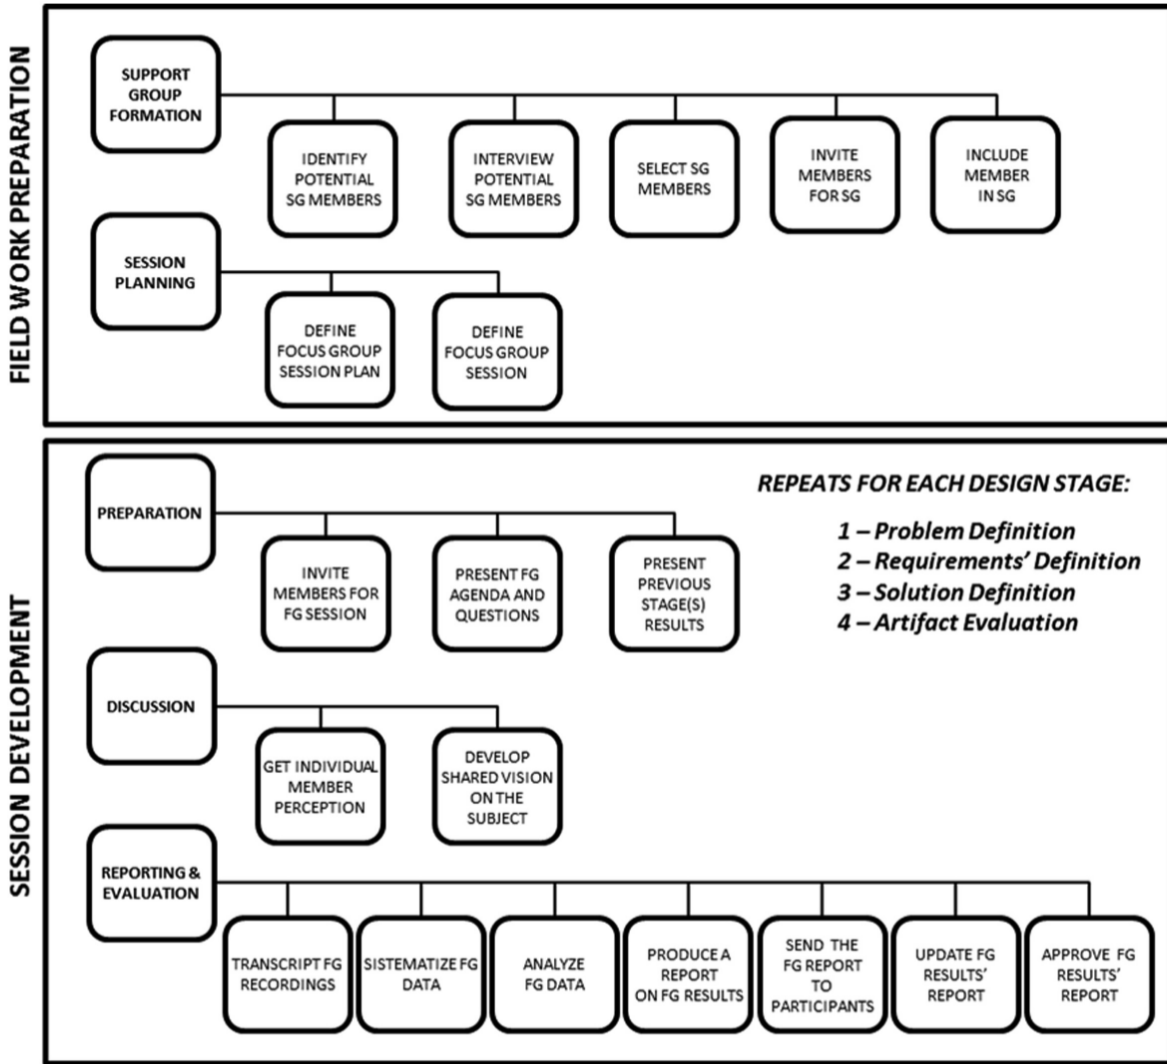 FIELD WORK PREPARATION
SUPPORT
GROUP
FORMATION
IDENTIFY
POTENTIAL
SG MEMBERS
INTERVIEW
POTENTIAL
SG MEMBERS
SELECT SG
MEMBERS
INVITE
MEMBERS
FOR SG
INCLUDE
MEMBER
IN SG
SESSION
PLANNING
DEFINE
FOCUS GROUP
SESSION PLAN
DEFINE
FOCUS GROUP
SESSION
SESSION DEVELOPMENT
PREPARATION
INVITE
MEMBERS FOR
FG SESSION
PRESENT FG
AGENDA AND
QUESTIONS
PRESENT
PREVIOUS
STAGE(S)
RESULTS
REPEATS FOR EACH DESIGN STAGE:
1 – Problem Definition
2 – Requirements’ Definition
3 – Solution Definition
4 – Artifact Evaluation
DISCUSSION
GET INDIVIDUAL
MEMBER
PERCEPTION
DEVELOP
SHARED VISION
ON THE
SUBJECT
REPORTING &
EVALUATION
TRANSCRIPT FG
RECORDINGS
SISTEMATIZE FG
DATA
ANALYZE
FG DATA
PRODUCE A
REPORT
ON FG RESULTS
SEND THE
FG REPORT
TO
PARTICIPANTS
UPDATE FG
RESULTS’
REPORT
APPROVE FG
RESULTS’
REPORT